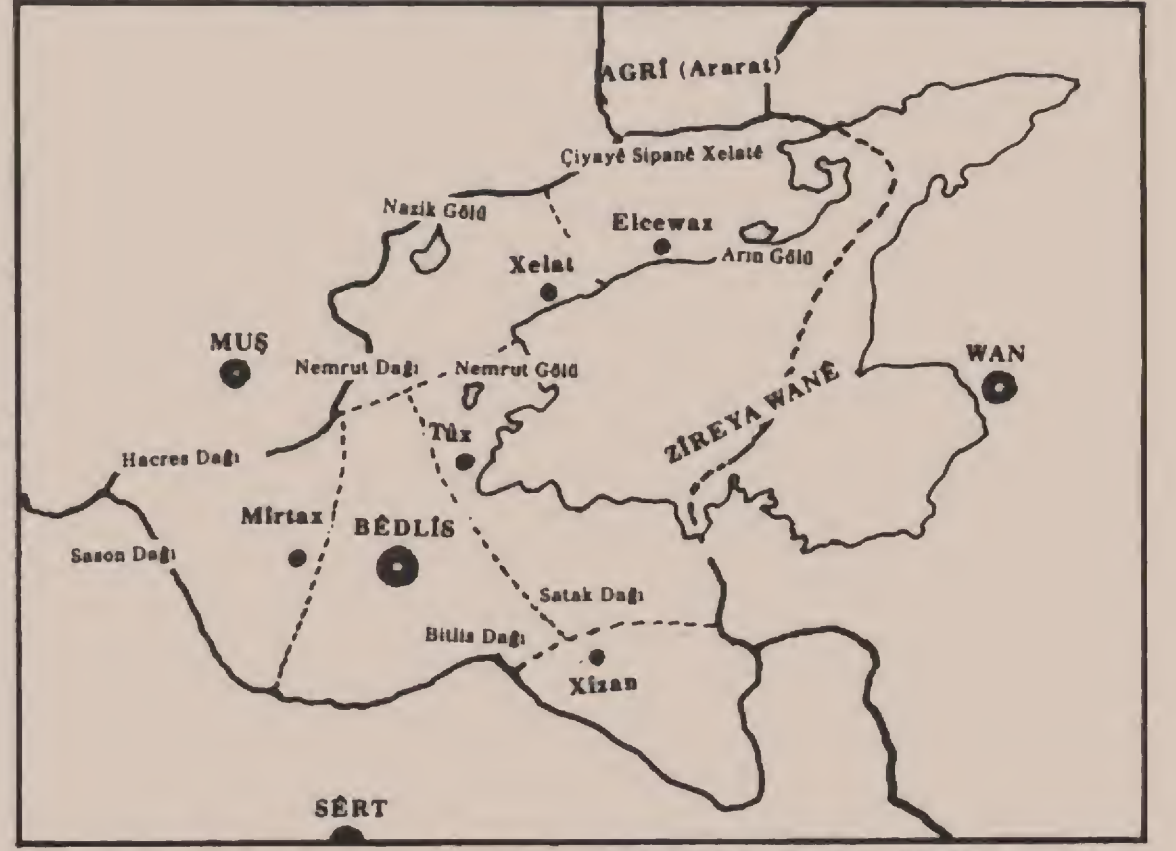 AGRÎ (Ararat)
Çiyayê Sipanê Xelatê
Nazik Gölü
Elcewaz
Arın Gölü
Xelat
MUŞ
Nemrut Dağı
Nemrut Gölü
WAN
ZÎREYA WANÊ
Tûx
Hacres Dağı
Mîrtax
BÊDLÎS
Sason Dağı
Satak Dağı
Bitlis Dağı
Xîzan
SÊRT